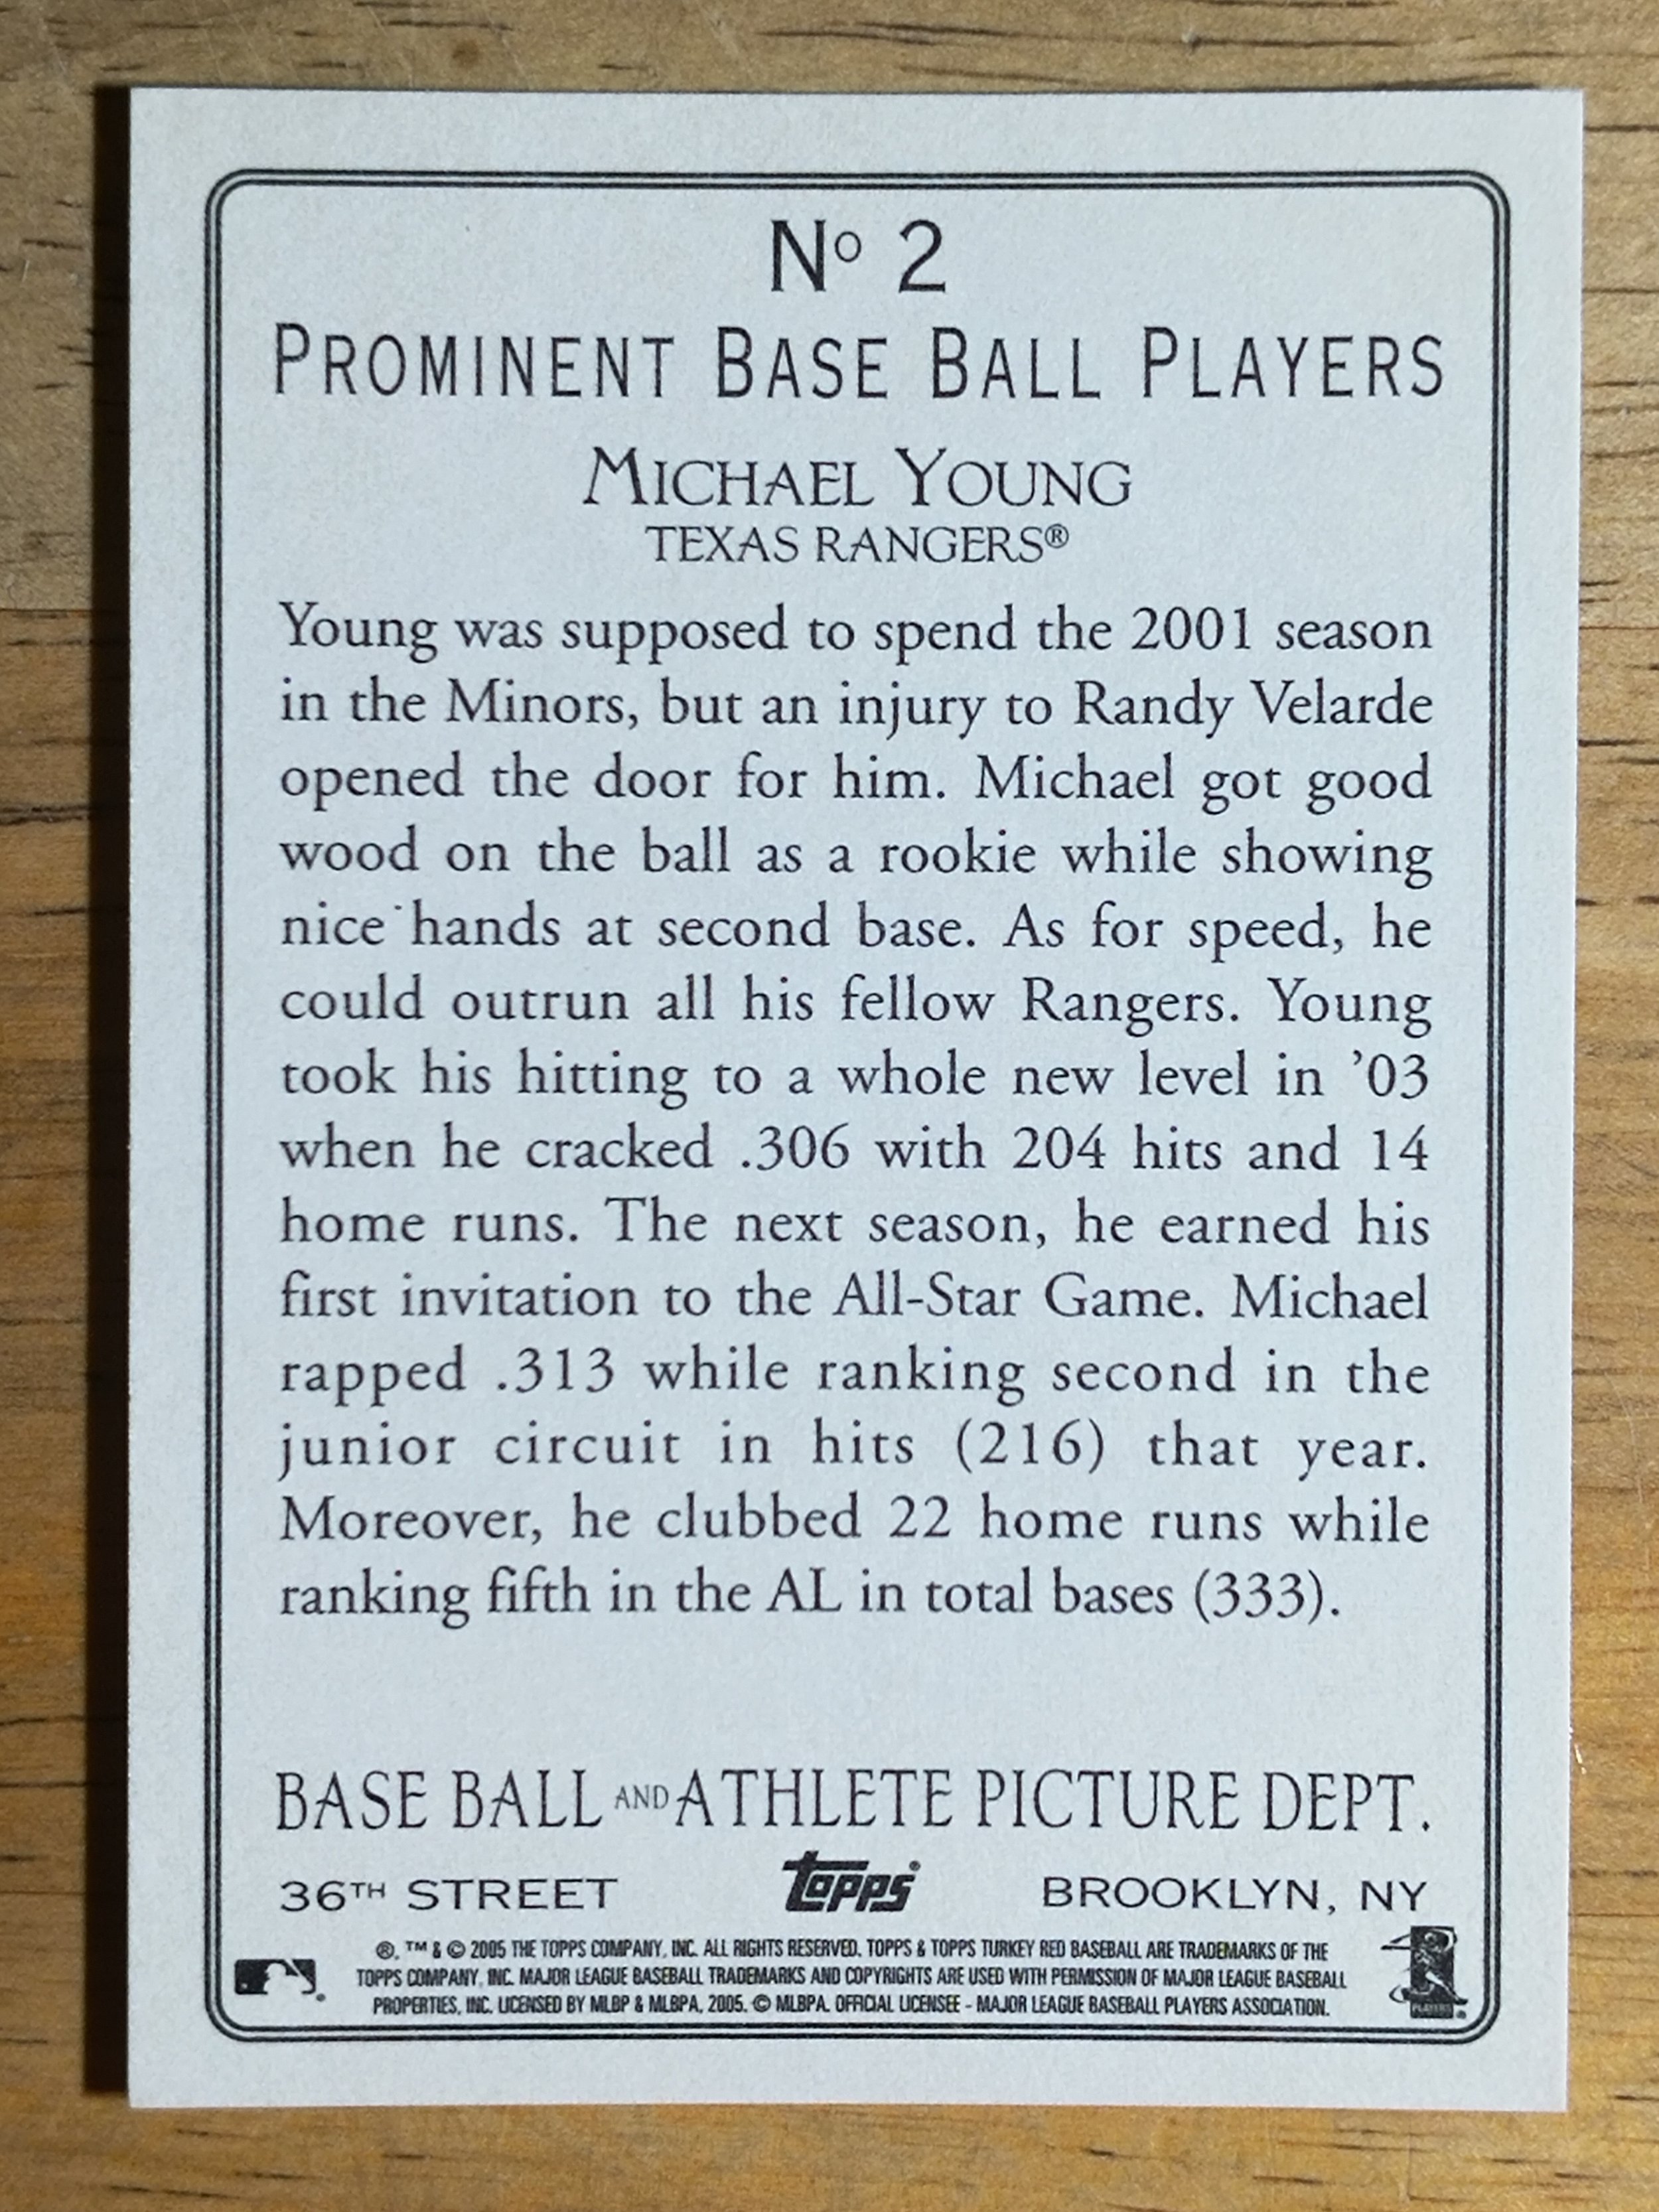 Nº 2
PROMINENT BASE BALL PLAYERS
MICHAEL YOUNG
TEXAS RANGERS®
Young was supposed to spend the 2001 season
in the Minors, but an injury to Randy Velarde
opened the door for him. Michael got good
wood on the ball as a rookie while showing
nice hands at second base. As for speed, he
could outrun all his fellow Rangers. Young
took his hitting to a whole new level in ’03
when he cracked .306 with 204 hits and 14
home runs. The next season, he earned his
first invitation to the All-Star Game. Michael
rapped .313 while ranking second in the
junior circuit in hits (216) that year.
Moreover, he clubbed 22 home runs while
ranking fifth in the AL in total bases (333).
BASE BALL AND ATHLETE PICTURE DEPT.
36TH STREET topps® BROOKLYN, NY
®, ™ & © 2005 THE TOPPS COMPANY, INC. ALL RIGHTS RESERVED. TOPPS & TOPPS TURKEY RED BASEBALL ARE TRADEMARKS OF THE
TOPPS COMPANY, INC. MAJOR LEAGUE BASEBALL TRADEMARKS AND COPYRIGHTS ARE USED WITH PERMISSION OF MAJOR LEAGUE BASEBALL
PROPERTIES, INC. LICENSED BY MLBP & MLBPA, 2005. © MLBPA. OFFICIAL LICENSEE - MAJOR LEAGUE BASEBALL PLAYERS ASSOCIATION.
PLAYERS